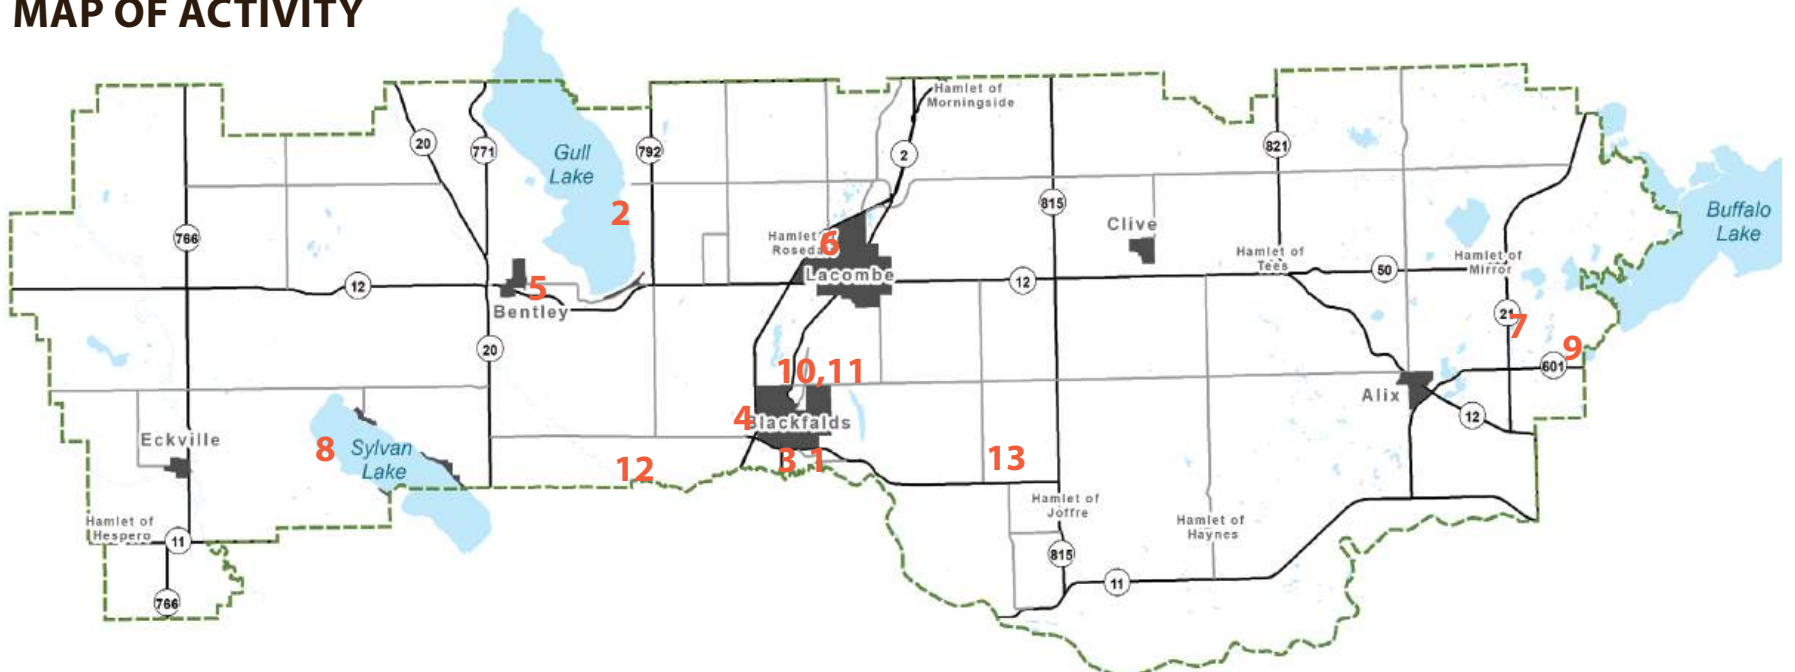 MAP OF ACTIVITY
Hamlet of
Morningside
20
771
Gull
Lake
792
2
821
815
2
766
Clive
Buffalo
Lake
6
Hamlet
Lacombe
Hamlet of
Tees
50
Hamlet of
Mirror
12
5
Bentley
12
21
7
20
9
601
10,11
4
Blackfalds
Alix
12
Eckville
8
Sylvan
Lake
12
3
1
13
Hamlet of
Joffre
Hamlet of
Hespero
11
Hamlet of
Haynes
815
11
766